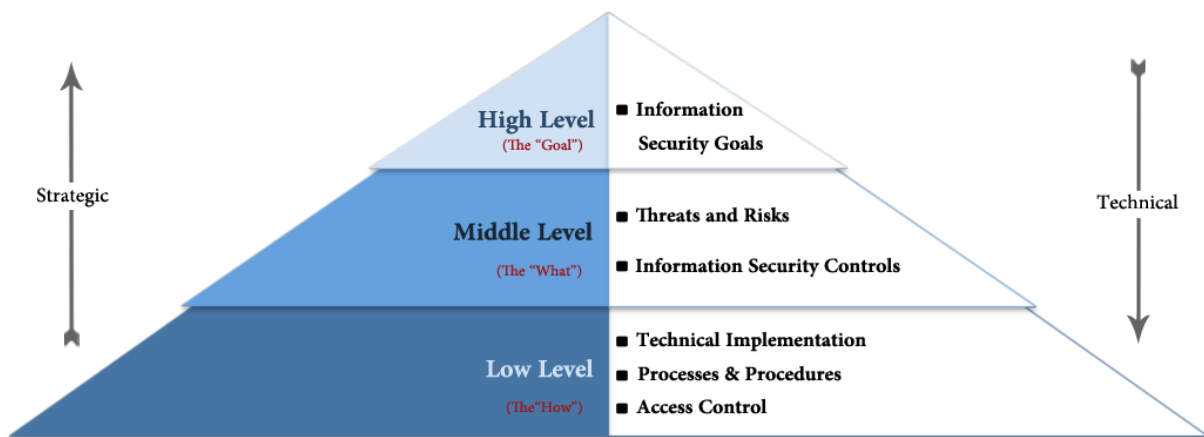 High Level
(The “Goal”)
■ Information
Security Goals
Strategic
Technical
Middle Level
(The “What”)
■ Threats and Risks
■ Information Security Controls
Low Level
(The“How”)
■ Technical Implementation
■ Processes & Procedures
■ Access Control